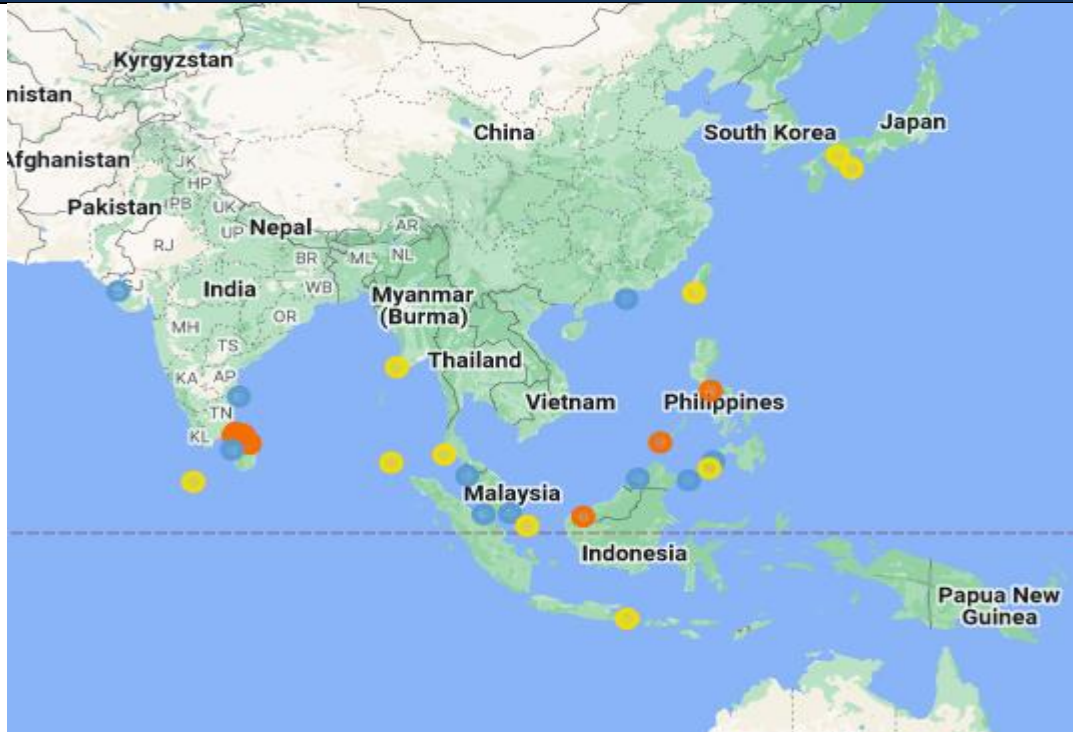 Kyrgyzstan
nistan
China
South Korea
Japan
Afghanistan
JK
HP
Pakistan
PB
UK
UP
Nepal
AR
RJ
BR
ML
NL
GJ
India
WB
Myanmar
(Burma)
OR
MH
TS
Thailand
KA
AP
Vietnam
Philippines
TN
KL
Malaysia
Indonesia
Papua New
Guinea